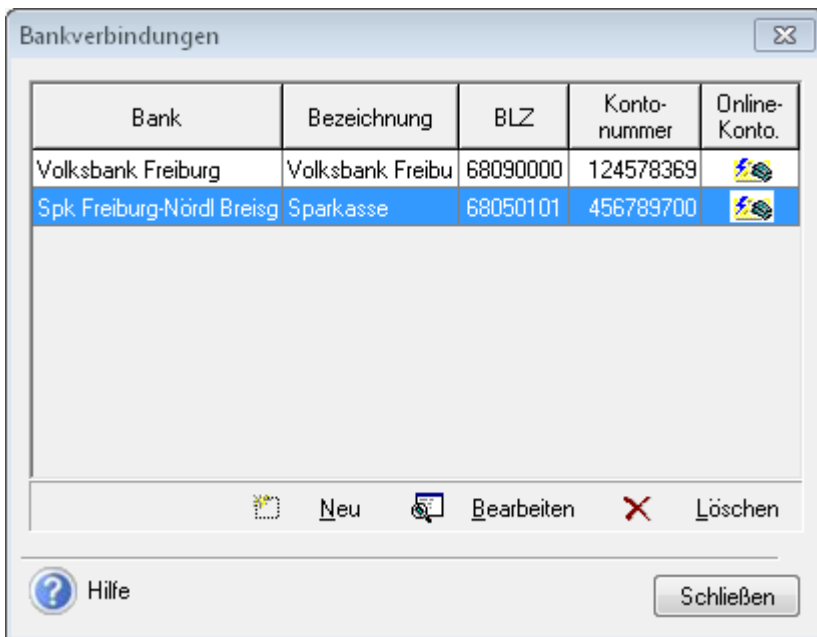 Bankverbindungen
Bank Bezeichnung BLZ Konto-nummer Online-Konto.
Volksbank Freiburg Volksbank Freibu 68090000 124578369
Spk Freiburg-Nördl Breisg Sparkasse 68050101 456789700
Neu Bearbeiten Löschen
Hilfe Schließen